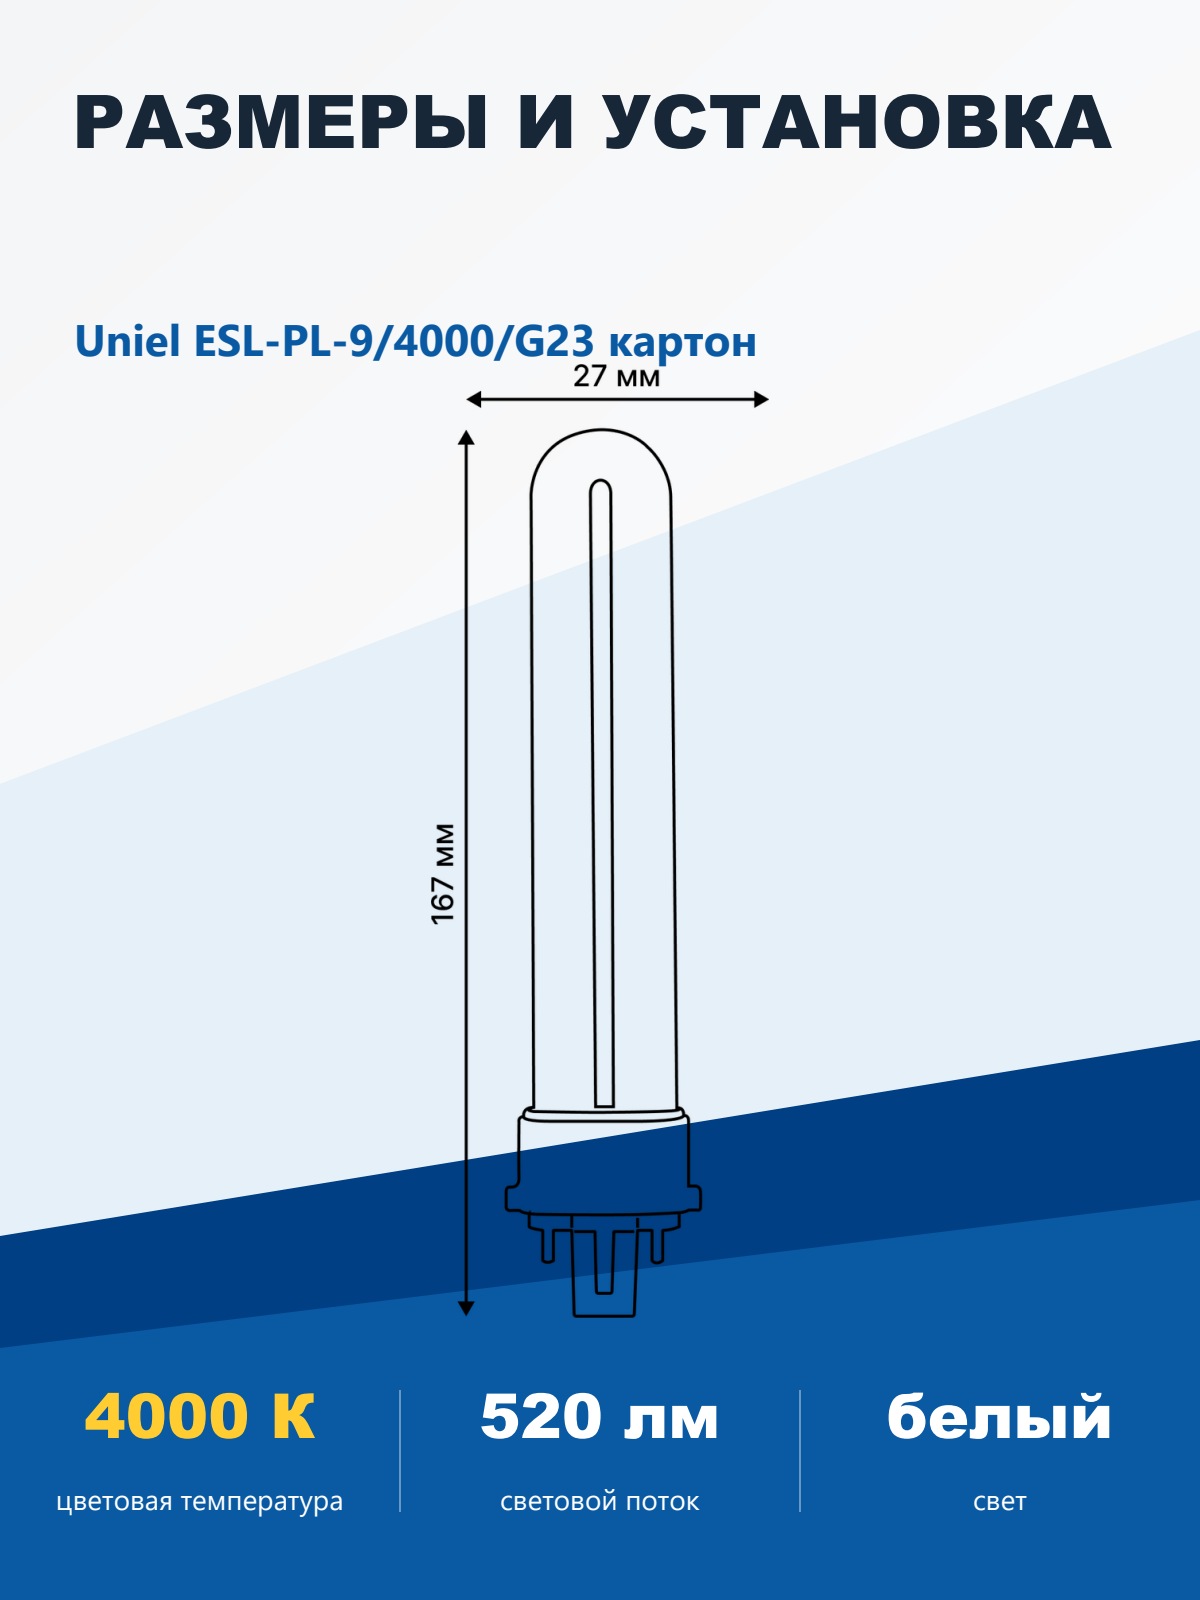 РАЗМЕРЫ И УСТАНОВКА
Uniel ESL-PL-9/4000/G23 картон
27 мм
167 мм
4000 К
520 лм
белый
цветовая температура
световой поток
свет